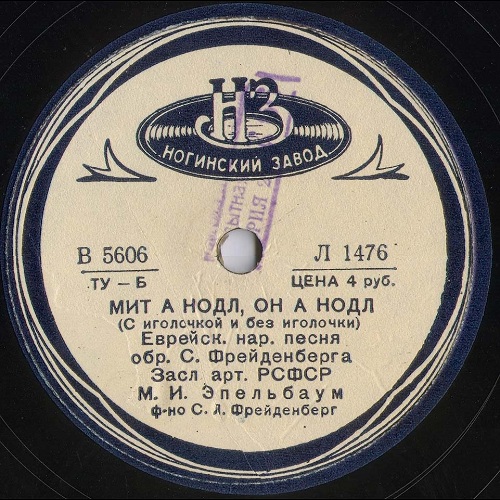 НЗ
НОГИНСКИЙ ЗАВОД
В 5606
Л 1476
ТУ — Б
ЦЕНА 4 руб.
МИТ А НОДЛ, ОН А НОДЛ
(С иголочкой и без иголочки)
Еврейск. нар. песня
обр. С. Фрейденберга
Засл арт. РСФСР
М. И. Эпельбаум
ф-но С. А. Фрейденберг